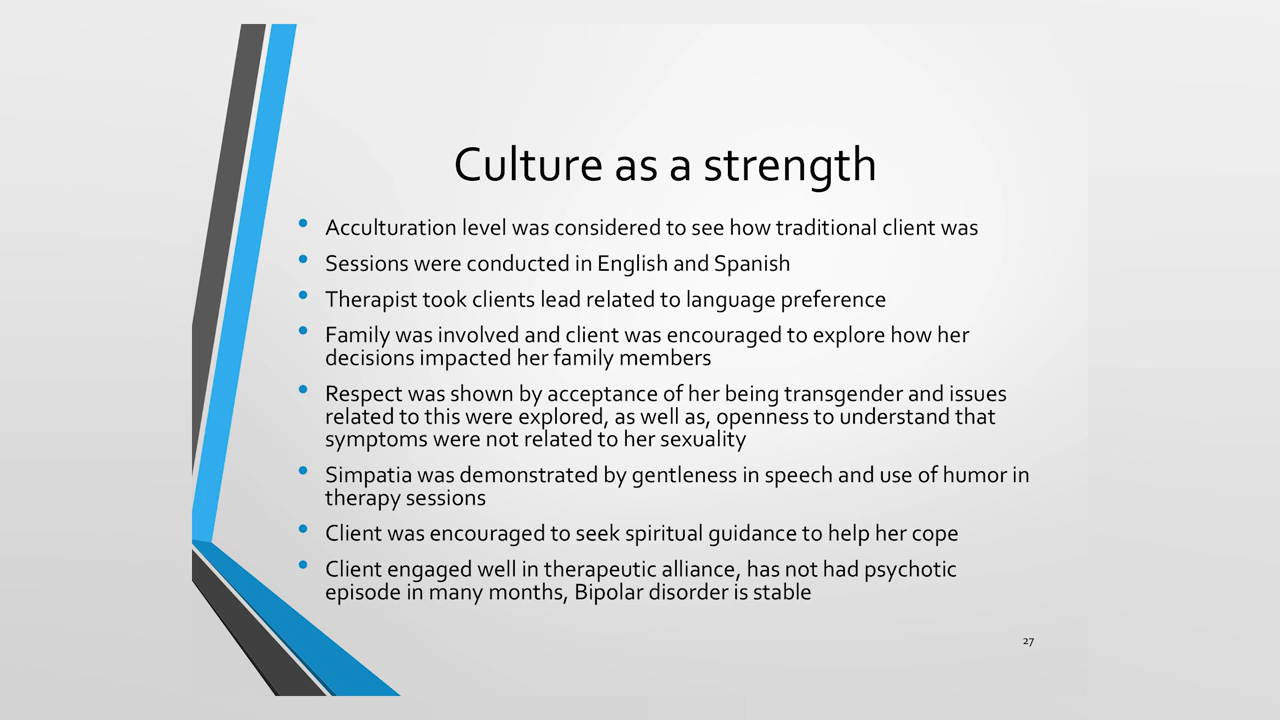 Culture as a strength
• Acculturation level was considered to see how traditional client was
• Sessions were conducted in English and Spanish
• Therapist took clients lead related to language preference
• Family was involved and client was encouraged to explore how her
decisions impacted her family members
• Respect was shown by acceptance of her being transgender and issues
related to this were explored, as well as, openness to understand that
symptoms were not related to her sexuality
• Simpatia was demonstrated by gentleness in speech and use of humor in
therapy sessions
• Client was encouraged to seek spiritual guidance to help her cope
• Client engaged well in therapeutic alliance, has not had psychotic
episode in many months, Bipolar disorder is stable
27